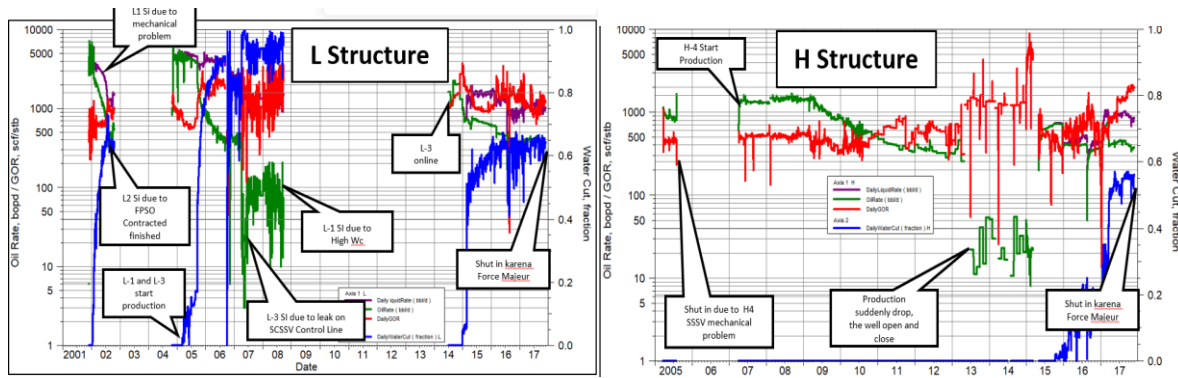 L1 SI due to
mechanical
problem
L Structure
Oil Rate, bopd / GOR, scf/stb
10000
5000
1000
500
100
50
10
5
1
1.0
0.8
0.6
0.4
0.2
0.0
Water Cut, fraction
L2 SI due to
FPSO
Contracted
finished
L-1 and L-3
start
production
L-3
online
L-1 SI due to
High Wc
L-3 SI due to leak on
SCSSV Control Line
Shut in karena
Force Majeur
Axis 1 L
Daily liquidRate ( bbl/d )
OilRate ( bbl/d )
DailyGOR
DailyWaterCut ( fraction ) L
2001 02 03 04 05 06 07 08 09 10 11 12 13 14 15 16 17
Date
H Structure
H-4 Start
Production
Oil Rate, bopd / GOR, scf/stb
10000
5000
1000
500
100
50
10
5
1
1.0
0.8
0.6
0.4
0.2
0.0
Water Cut, fraction
Axis 1 H
DailyLiquidRate ( bbl/d )
OilRate ( bbl/d )
DailyGOR
Axis 2
DailyWaterCut ( fraction ) H
Shut in due to H4
SSSV mechanical
problem
Production
suddenly drop,
the well open and
close
Shut in karena
Force Majeur
2005 06 07 08 09 10 11 12 13 14 15 16 17